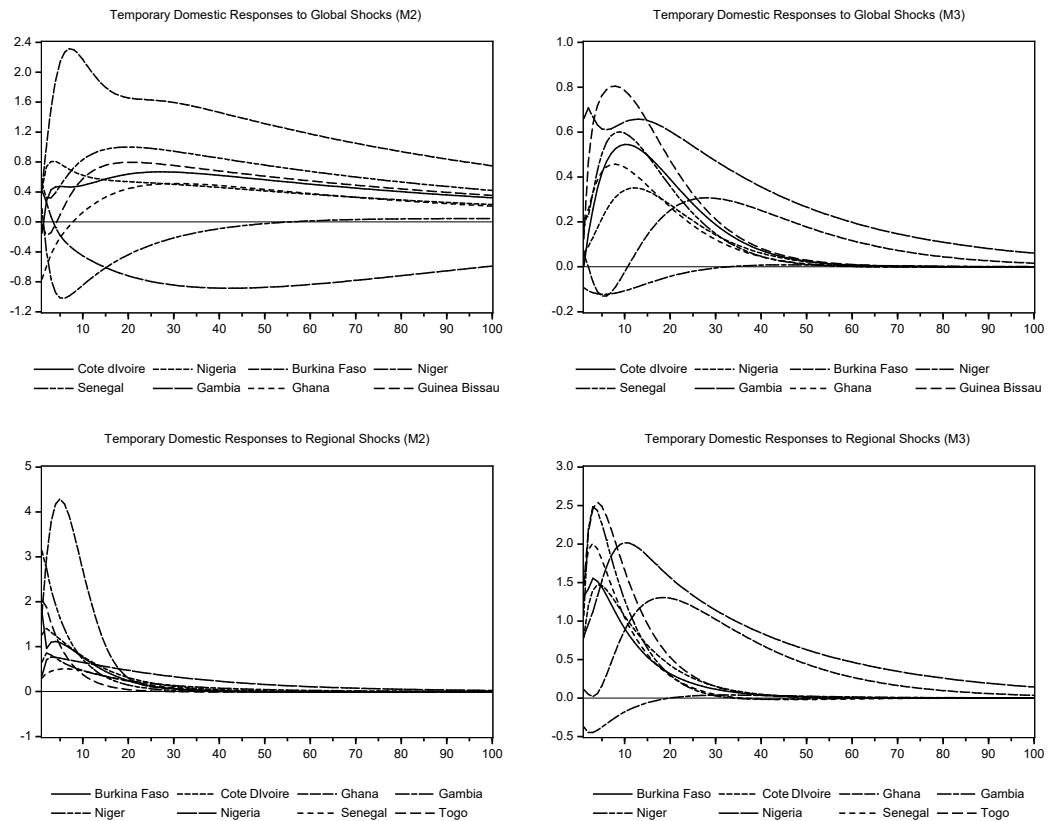 Temporary Domestic Responses to Global Shocks (M2)
2.4
2.0
1.6
1.2
0.8
0.4
0.0
-0.4
-0.8
-1.2
10 20 30 40 50 60 70 80 90 100
Cote dIvoire Nigeria Burkina Faso Niger
Senegal Gambia Ghana Guinea Bissau
Temporary Domestic Responses to Global Shocks (M3)
1.0
0.8
0.6
0.4
0.2
0.0
-0.2
10 20 30 40 50 60 70 80 90 100
Cote dIvoire Nigeria Burkina Faso Niger
Senegal Gambia Ghana Guinea Bissau
Temporary Domestic Responses to Regional Shocks (M2)
5
4
3
2
1
0
-1
10 20 30 40 50 60 70 80 90 100
Burkina Faso Cote DIvoire Ghana Gambia
Niger Nigeria Senegal Togo
Temporary Domestic Responses to Regional Shocks (M3)
3.0
2.5
2.0
1.5
1.0
0.5
0.0
-0.5
10 20 30 40 50 60 70 80 90 100
Burkina Faso Cote DIvoire Ghana Gambia
Niger Nigeria Senegal Togo